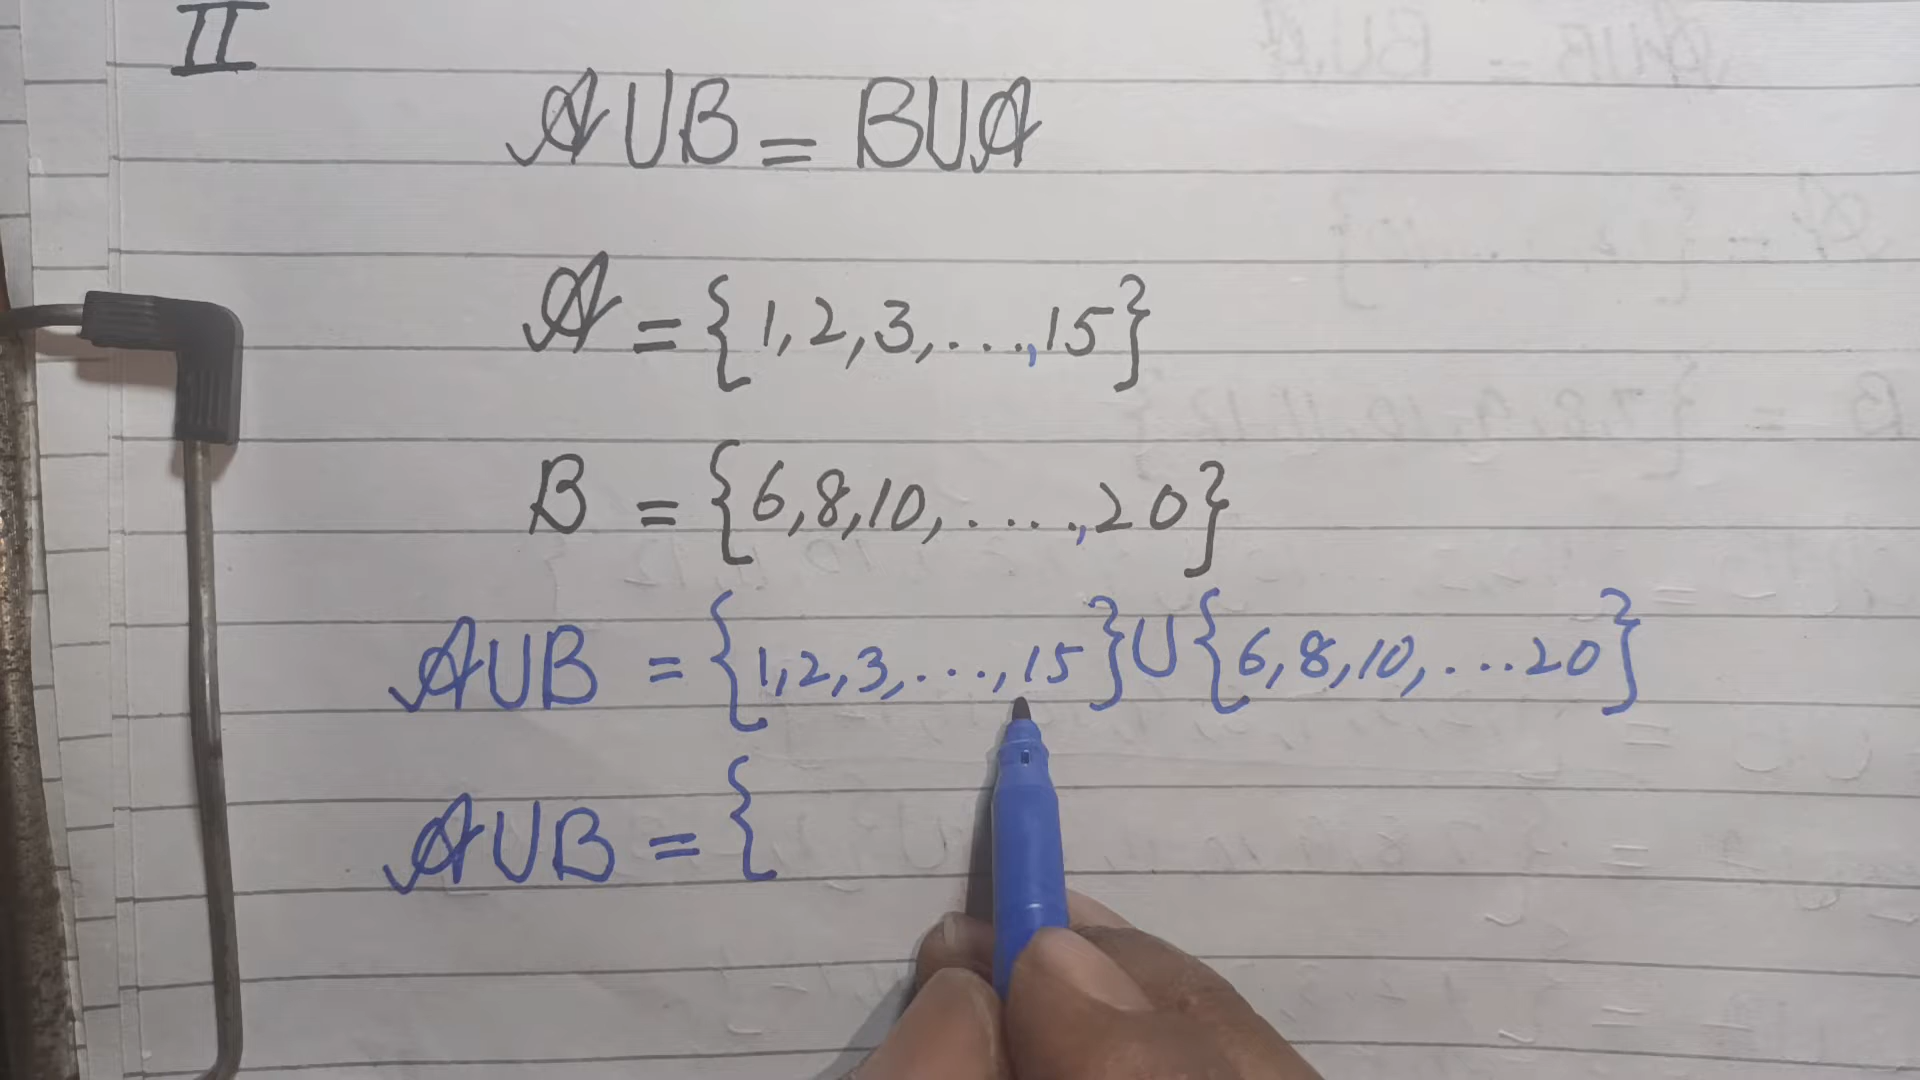 II
A∪B = B∪A
A = {1,2,3,...,15}
B = {6,8,10,.....,20}
A∪B = {1,2,3,...,15}∪{6,8,10,...20}
A∪B = {